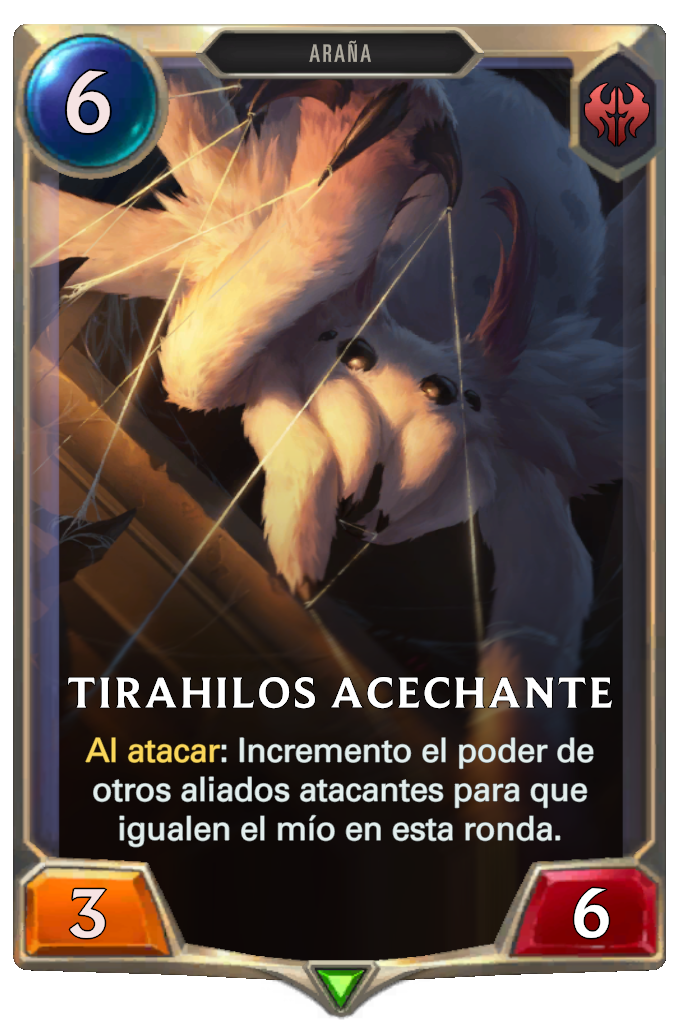 6
ARAÑA
TIRAHILOS ACECHANTE
Al atacar: Incremento el poder de
otros aliados atacantes para que
igualen el mío en esta ronda.
3
6